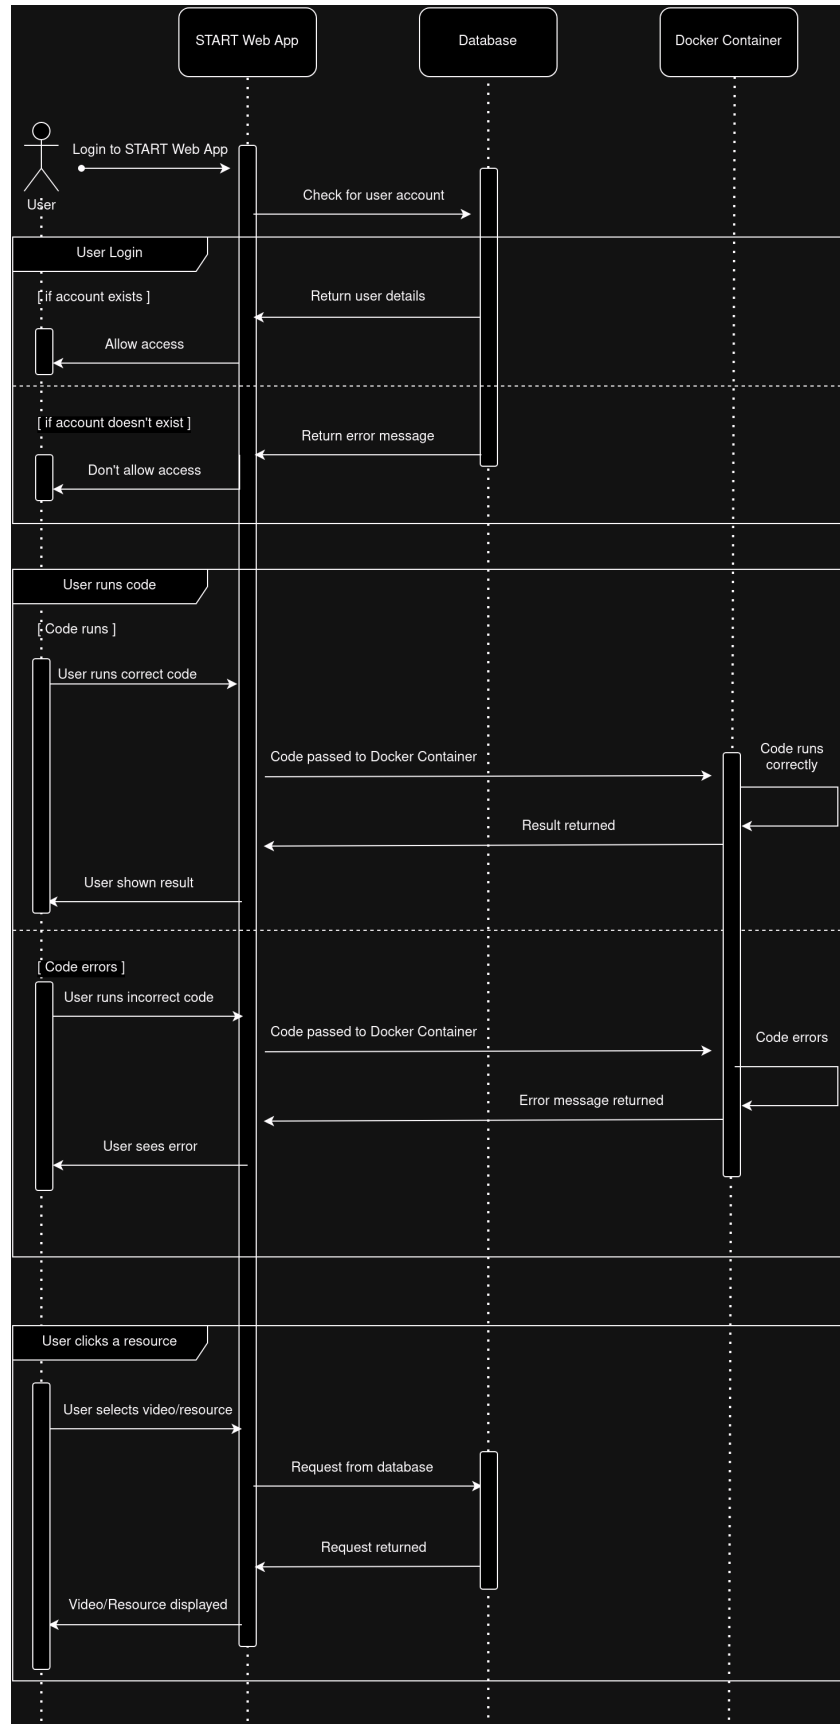 START Web App
Database
Docker Container
Login to START Web App
User
Check for user account
User Login
[ if account exists ]
Return user details
Allow access
[ if account doesn't exist ]
Return error message
Don't allow access
User runs code
[ Code runs ]
User runs correct code
Code passed to Docker Container
Code runs
correctly
Result returned
User shown result
[ Code errors ]
User runs incorrect code
Code passed to Docker Container
Code errors
Error message returned
User sees error
User clicks a resource
User selects video/resource
Request from database
Request returned
Video/Resource displayed